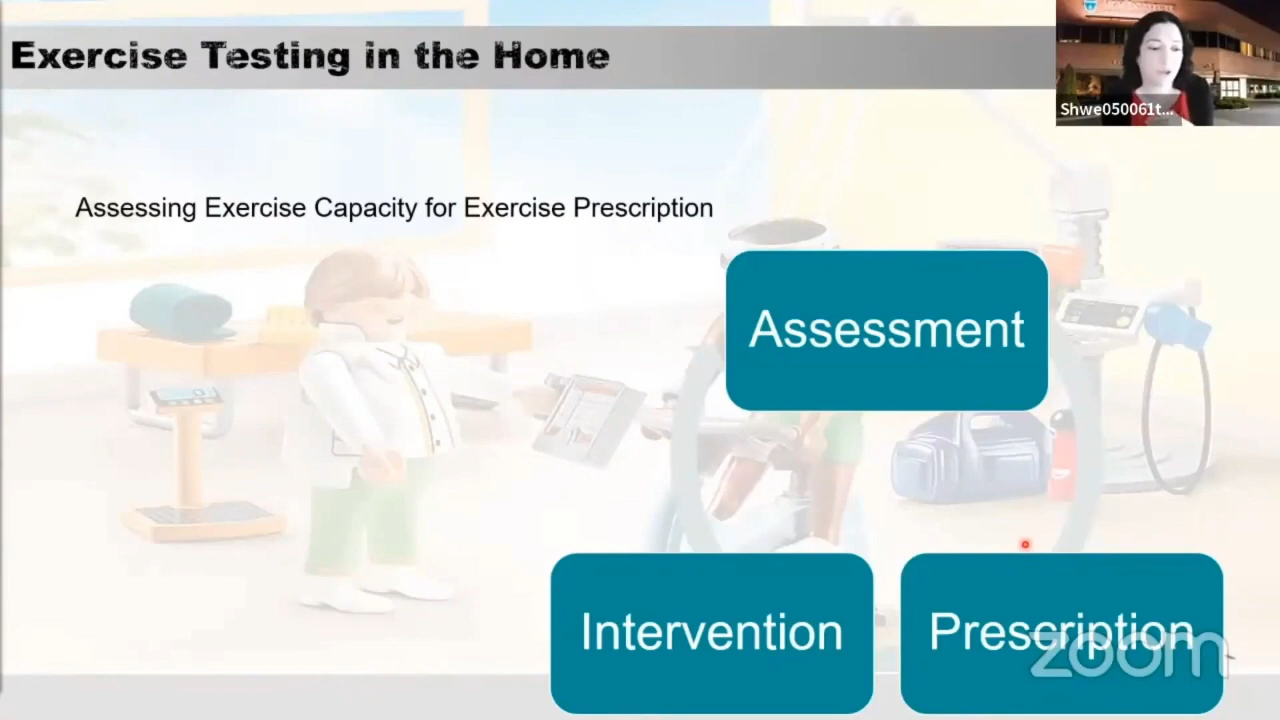 Exercise Testing in the Home
Shwe050061t...
Assessing Exercise Capacity for Exercise Prescription
Assessment
Intervention
Prescription
zoom